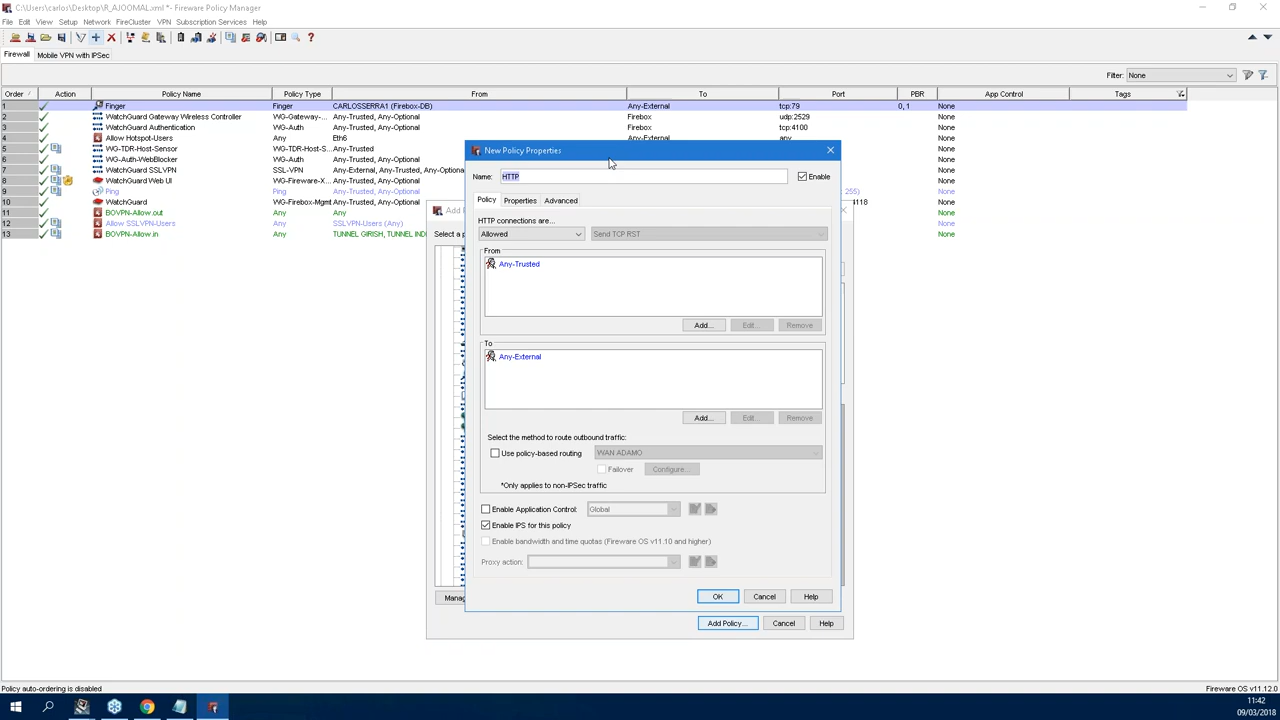 C:\Users\carlos\Desktop\R_AJOOMAL.xml *- Fireware Policy Manager
File Edit View Setup Network FireCluster VPN Subscription Services Help
Firewall Mobile VPN with IPSec
Filter: None
Order / Action Policy Name Policy Type From To Port PBR App Control Tags
1 Finger Finger CARLOSSERRA1 (Firebox-DB) Any-External tcp:79 0, 1 None
2 WatchGuard Gateway Wireless Controller WG-Gateway-... Any-Trusted, Any-Optional Firebox udp:2529 None
3 WatchGuard Authentication WG-Auth Any-Trusted, Any-Optional Firebox tcp:4100 None
4 Allow Hotspot-Users Any Eth6 Any-External any None
5 WG-TDR-Host-Sensor WG-TDR-Host-... Any-Trusted None
6 WG-Auth-WebBlocker WG-Auth Any-Trusted, Any-Optional None
7 WatchGuard SSLVPN SSL-VPN Any-External, Any-Trusted, Any-Optiona None
8 WatchGuard Web UI WG-Fireware-X... Any-Trusted, Any-Optional None
9 Ping Ping Any-Trusted, Any-Optional 255) None
10 WatchGuard WG-Firebox-Mgmt Any-Trusted, Any-Optional 4118 None
11 BOVPN-Allow.out Any Any None
12 Allow SSLVPN-Users Any SSLVPN-Users (Any) None
13 BOVPN-Allow.in Any TUNNEL GIRISH, TUNNEL IND None
Add P
Select a p
Manag
Add Policy... Cancel Help
New Policy Properties
Name: HTTP Enable
Policy Properties Advanced
HTTP connections are...
Allowed Send TCP RST
From
Any-Trusted
Add... Edit... Remove
To
Any-External
Add... Edit... Remove
Select the method to route outbound traffic:
Use policy-based routing WAN ADAMO
Failover Configure...
*Only applies to non-IPSec traffic
Enable Application Control: Global
Enable IPS for this policy
Enable bandwidth and time quotas (Fireware OS v11.10 and higher)
Proxy action:
OK Cancel Help
Policy auto-ordering is disabled Fireware OS v11.12.0
11:42
09/03/2018